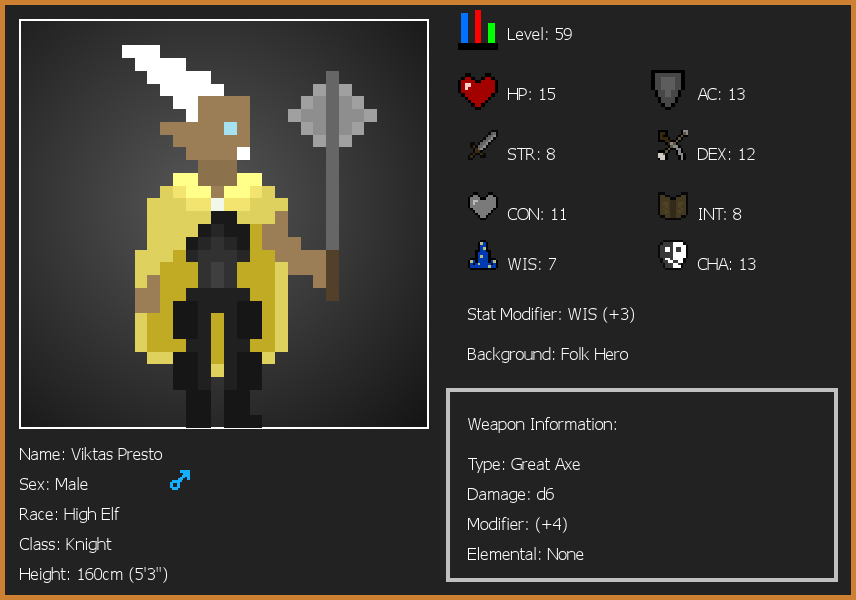 Level: 59
HP: 15
AC: 13
STR: 8
DEX: 12
CON: 11
INT: 8
WIS: 7
CHA: 13
Stat Modifier: WIS (+3)
Background: Folk Hero
Weapon Information:
Type: Great Axe
Damage: d6
Modifier: (+4)
Elemental: None
Name: Viktas Presto
Sex: Male
Race: High Elf
Class: Knight
Height: 160cm (5'3")